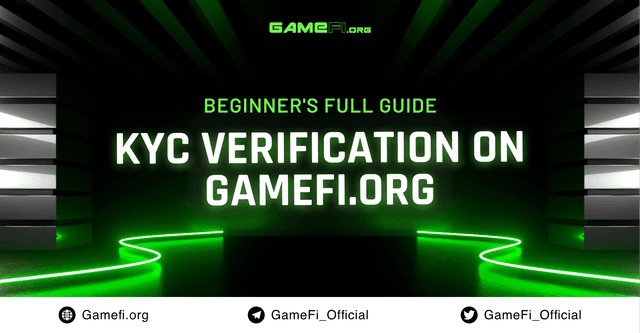 GAMEFI.ORG
BEGINNER'S FULL GUIDE
KYC VERIFICATION ON
GAMEFI.ORG
Gamefi.org GameFi_Official GameFi_Official